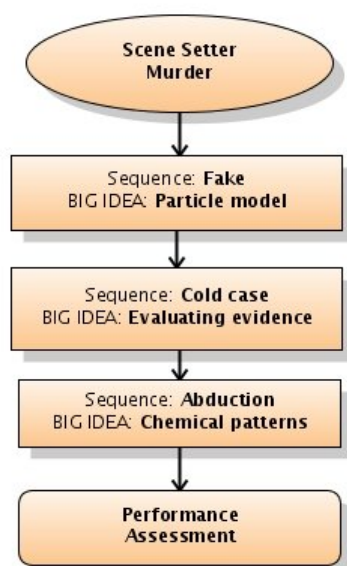 Scene Setter
Murder
Sequence: Fake
BIG IDEA: Particle model
Sequence: Cold case
BIG IDEA: Evaluating evidence
Sequence: Abduction
BIG IDEA: Chemical patterns
Performance
Assessment